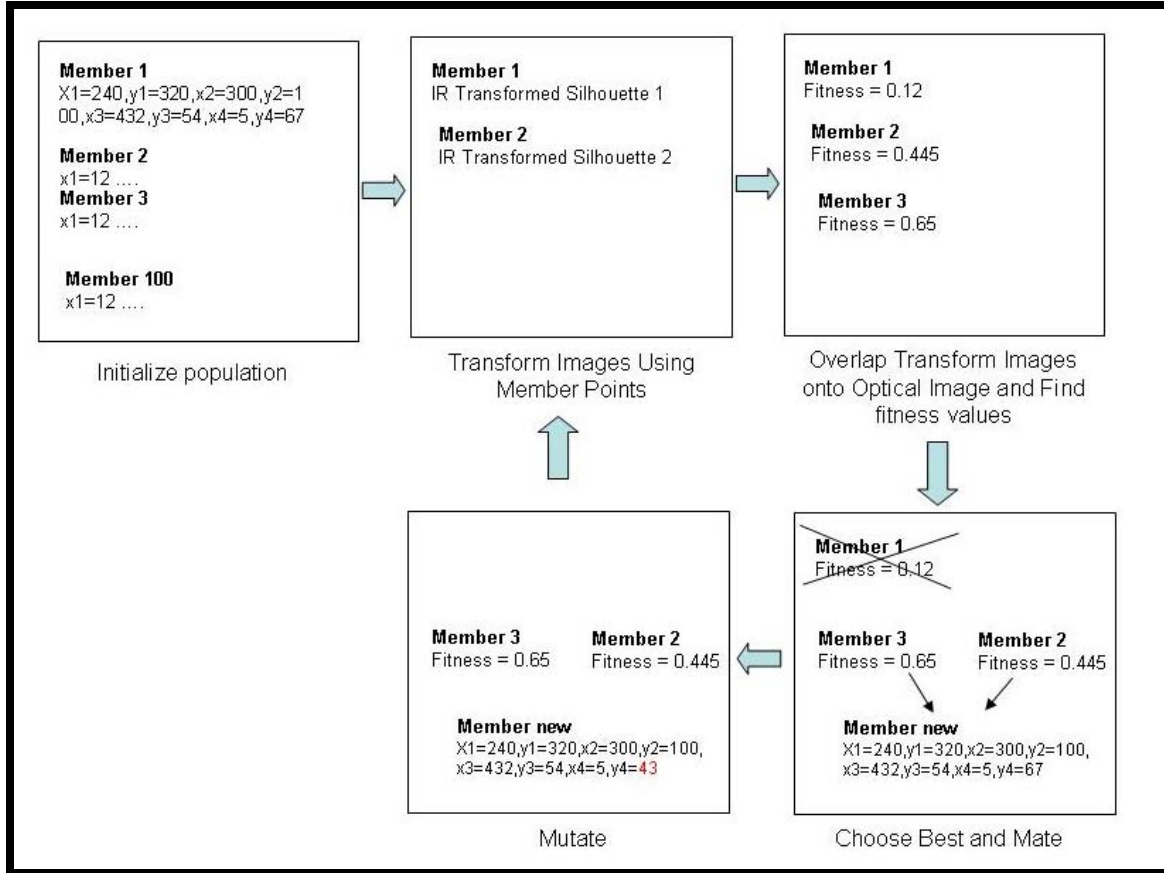 Member 1
X1=240,y1=320,x2=300,y2=1
00,x3=432,y3=54,x4=5,y4=67
Member 2
x1=12 ....
Member 3
x1=12 ....
Member 100
x1=12 ....
Initialize population
Member 1
IR Transformed Silhouette 1
Member 2
IR Transformed Silhouette 2
Transform Images Using
Member Points
Member 1
Fitness = 0.12
Member 2
Fitness = 0.445
Member 3
Fitness = 0.65
Overlap Transform Images
onto Optical Image and Find
fitness values
Member 1
Fitness = 0.12
Member 3
Fitness = 0.65
Member 2
Fitness = 0.445
Member new
X1=240,y1=320,x2=300,y2=100,
x3=432,y3=54,x4=5,y4=67
Choose Best and Mate
Member 3
Fitness = 0.65
Member 2
Fitness = 0.445
Member new
X1=240,y1=320,x2=300,y2=100,
x3=432,y3=54,x4=5,y4=43
Mutate